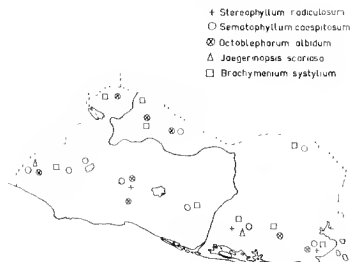 + Stereophyllum radiculosum
○ Sematophyllum caespitosum
⊗ Octoblepharum albidum
△ Jaegerinopsis scariosa
□ Brachymenium systylium